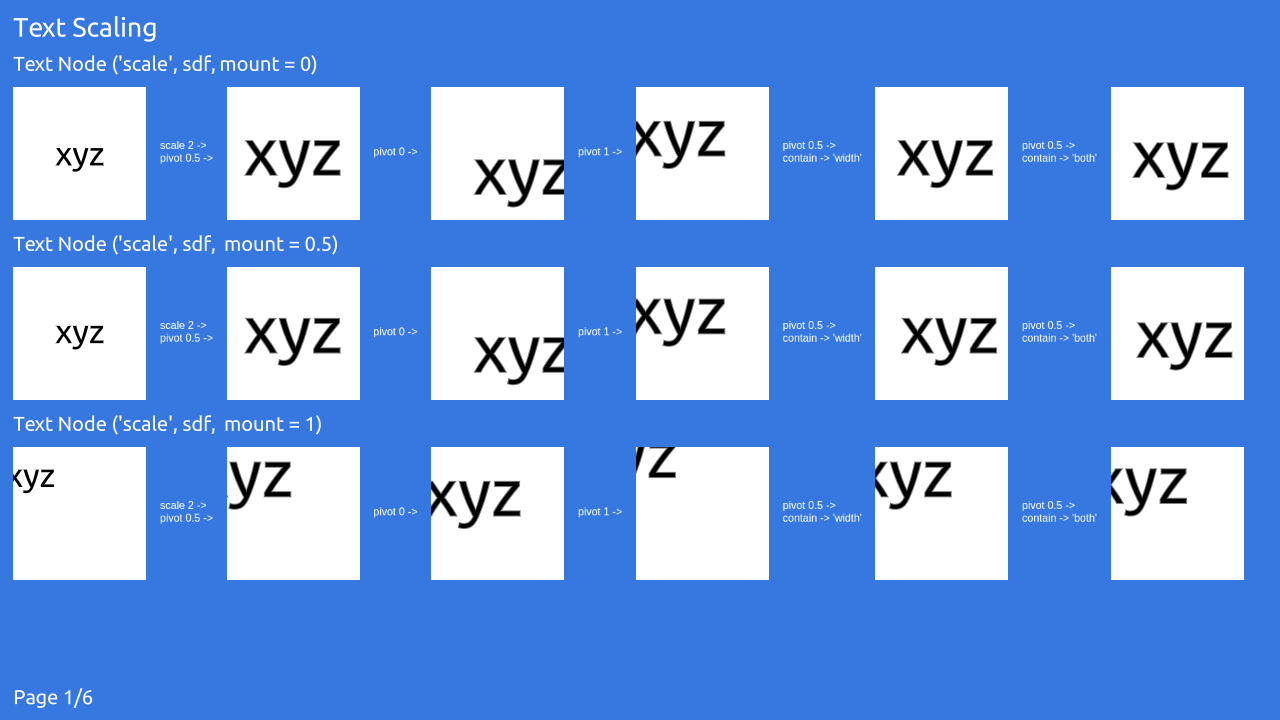 Text Scaling
Text Node ('scale', sdf, mount = 0)
xyz
scale 2 ->
pivot 0.5 ->
xyz
pivot 0 ->
xyz
pivot 1 ->
xyz
pivot 0.5 ->
contain -> 'width'
xyz
pivot 0.5 ->
contain -> 'both'
xyz
Text Node ('scale', sdf,  mount = 0.5)
xyz
scale 2 ->
pivot 0.5 ->
xyz
pivot 0 ->
xyz
pivot 1 ->
xyz
pivot 0.5 ->
contain -> 'width'
xyz
pivot 0.5 ->
contain -> 'both'
xyz
Text Node ('scale', sdf,  mount = 1)
xyz
scale 2 ->
pivot 0.5 ->
yz
pivot 0 ->
xyz
pivot 1 ->
yz
pivot 0.5 ->
contain -> 'width'
xyz
pivot 0.5 ->
contain -> 'both'
xyz
Page 1/6